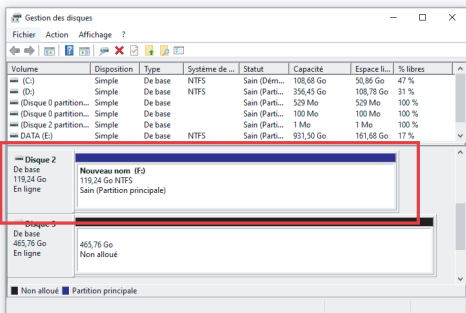 Gestion des disques
Fichier Action Affichage ?
Volume Disposition Type Système de ... Statut Capacité Espace li... % libres
(C:) Simple De base NTFS Sain (Dém... 108,68 Go 50,86 Go 47 %
(D:) Simple De base NTFS Sain (Parti... 356,45 Go 108,78 Go 31 %
(Disque 0 partition... Simple De base Sain (Parti... 529 Mo 529 Mo 100 %
(Disque 0 partition... Simple De base Sain (Parti... 100 Mo 100 Mo 100 %
(Disque 2 partition... Simple De base Sain (Parti... 1 Mo 1 Mo 100 %
DATA (E:) Simple De base NTFS Sain (Parti... 931,50 Go 161,68 Go 17 %
Disque 2
De base
119,24 Go
En ligne
Nouveau nom (F:)
119,24 Go NTFS
Sain (Partition principale)
De base
465,76 Go
En ligne
465,76 Go
Non alloué
Non alloué Partition principale